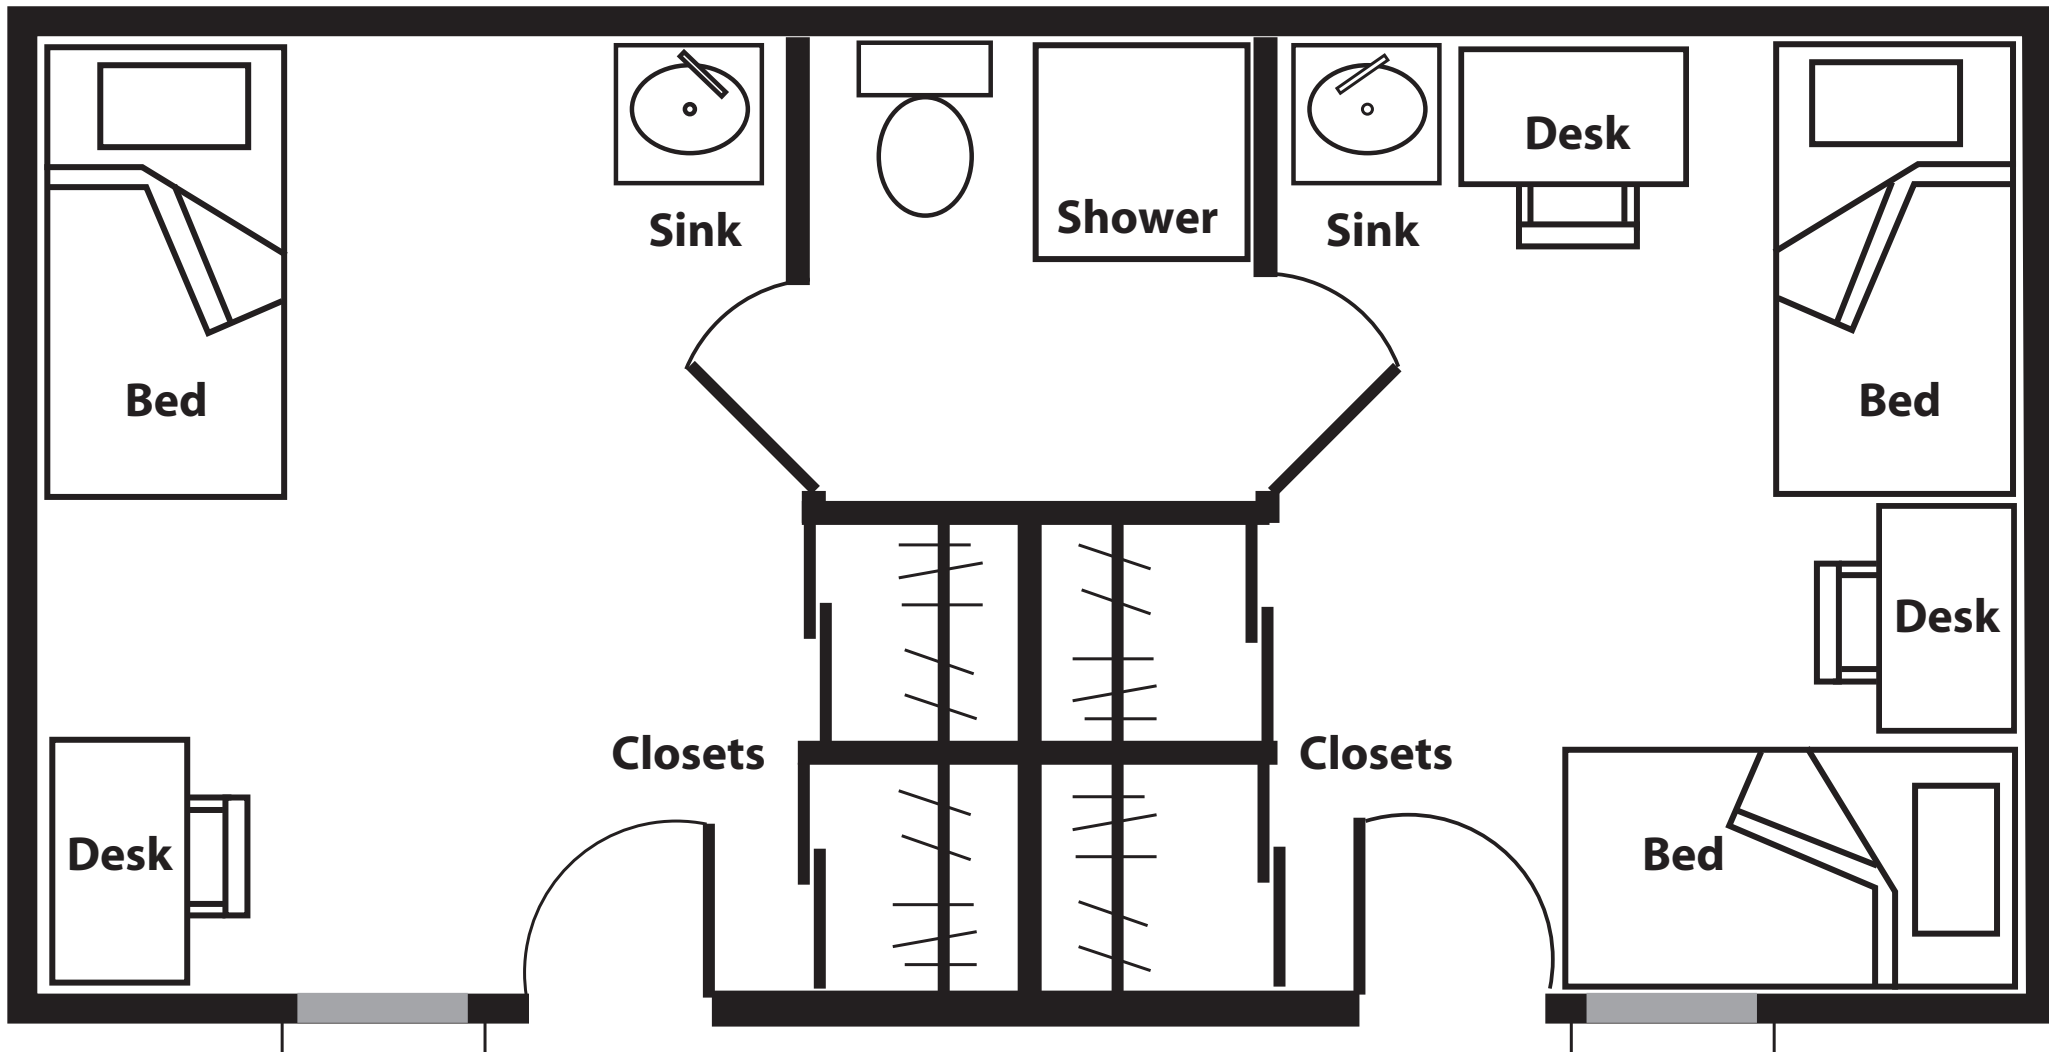 Desk
Shower
Sink
Sink
Bed
Bed
Desk
Closets
Closets
Desk
Bed